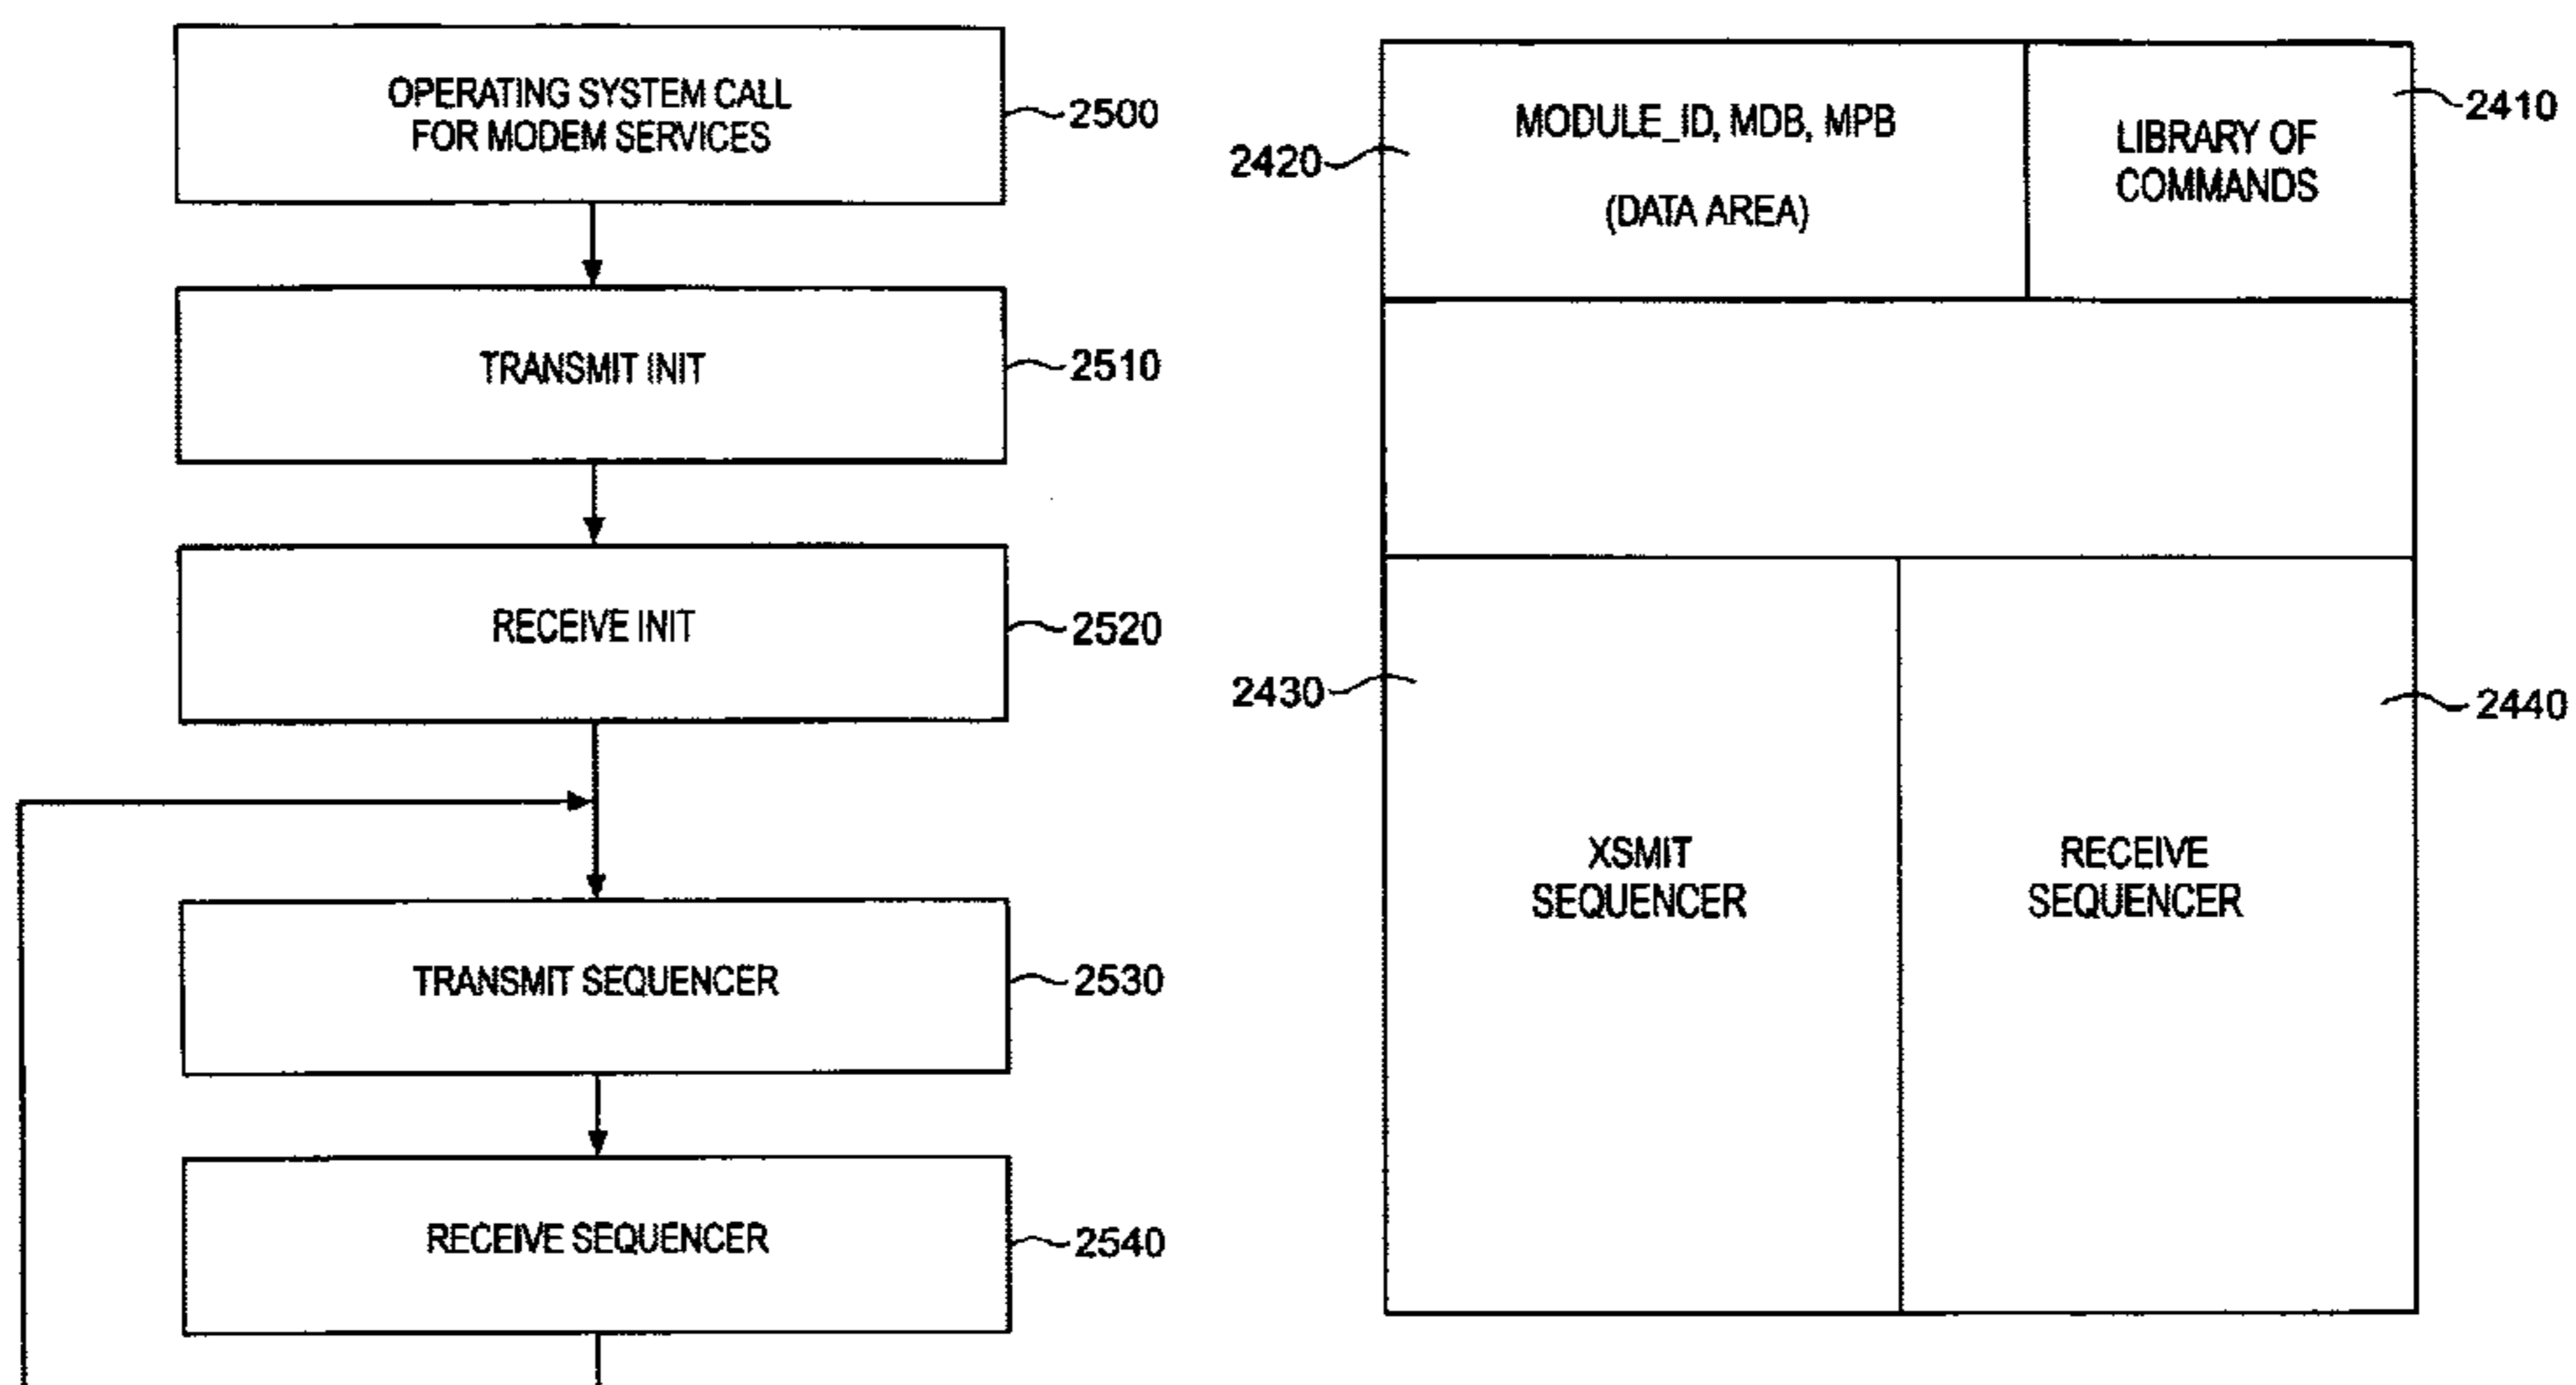 OPERATING SYSTEM CALL
FOR MODEM SERVICES
2500
TRANSMIT INIT
2510
RECEIVE INIT
2520
TRANSMIT SEQUENCER
2530
RECEIVE SEQUENCER
2540
MODULE_ID, MDB, MPB
(DATA AREA)
2420
LIBRARY OF
COMMANDS
2410
2430
XSMIT
SEQUENCER
RECEIVE
SEQUENCER
2440